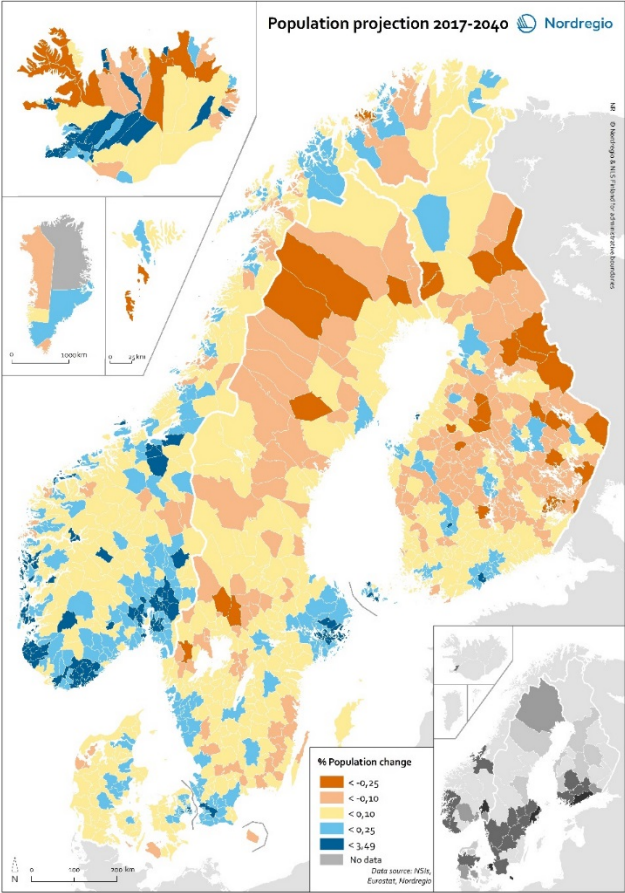 Population projection 2017-2040
Nordregio
NR © Nordregio & NLS Finland for administrative boundaries
0 1000 km
0 25 km
% Population change
< -0,25
< -0,10
< 0,10
< 0,25
< 3,49
No data
Data source: NSIs,
Eurostat, Nordregio
N
0 100 200 km